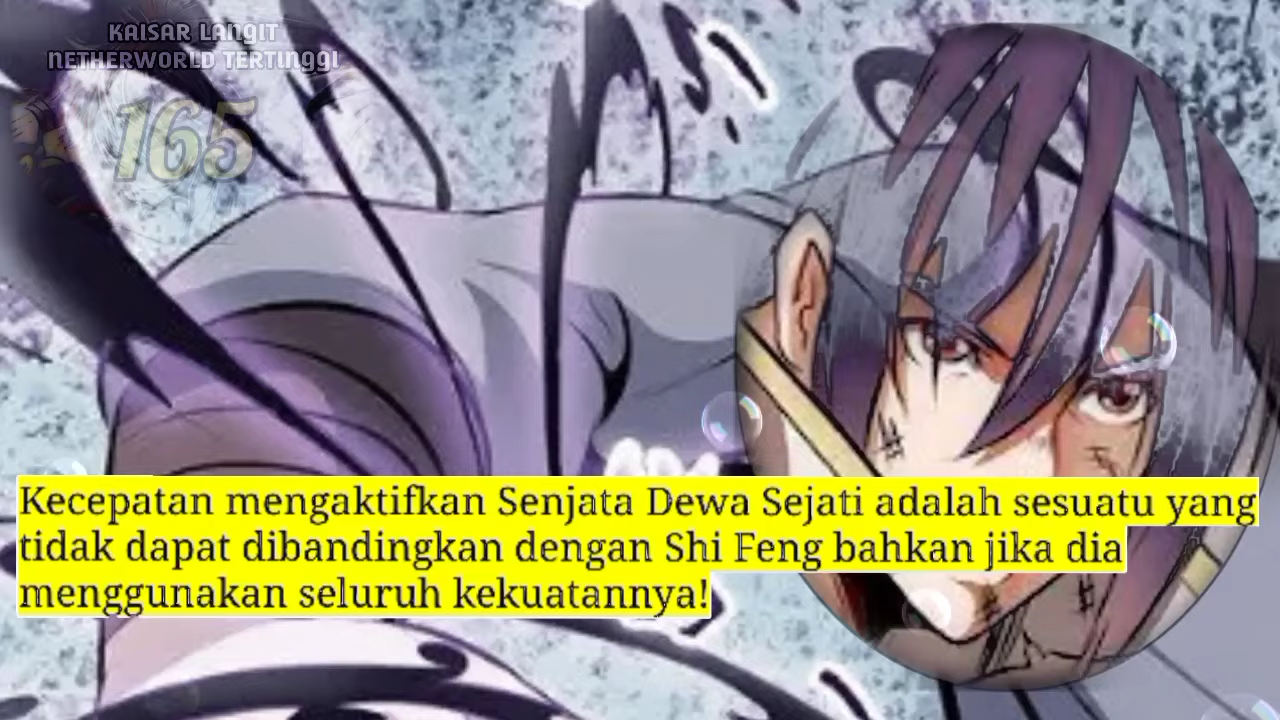 KAISAR LANGIT
NETHERWORLD TERTINGGI
165
Kecepatan mengaktifkan Senjata Dewa Sejati adalah sesuatu yang
tidak dapat dibandingkan dengan Shi Feng bahkan jika dia
menggunakan seluruh kekuatannya!